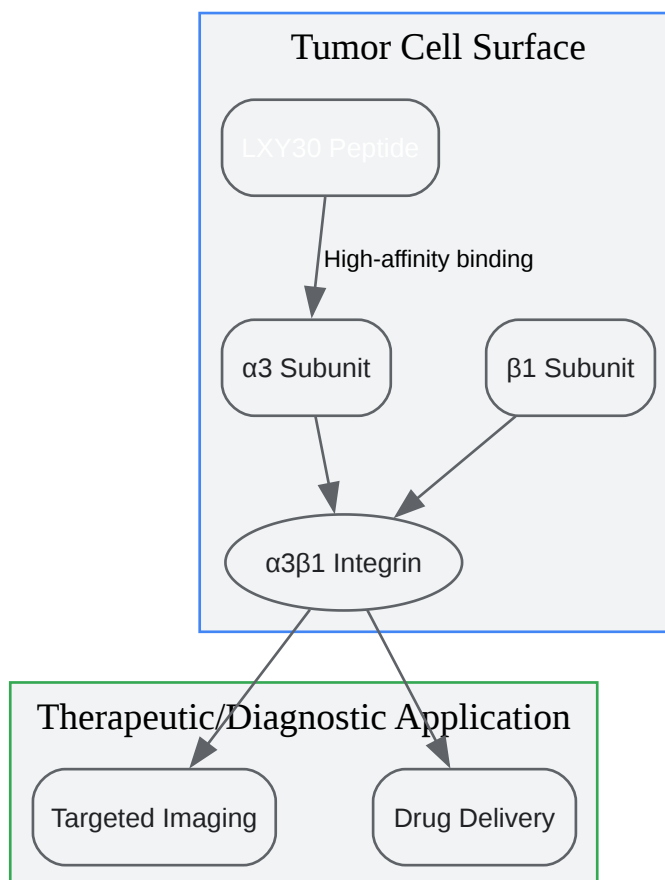 Tumor Cell Surface
LXY30 Peptide
High-affinity binding
α3 Subunit
β1 Subunit
α3β1 Integrin
Therapeutic/Diagnostic Application
Targeted Imaging
Drug Delivery